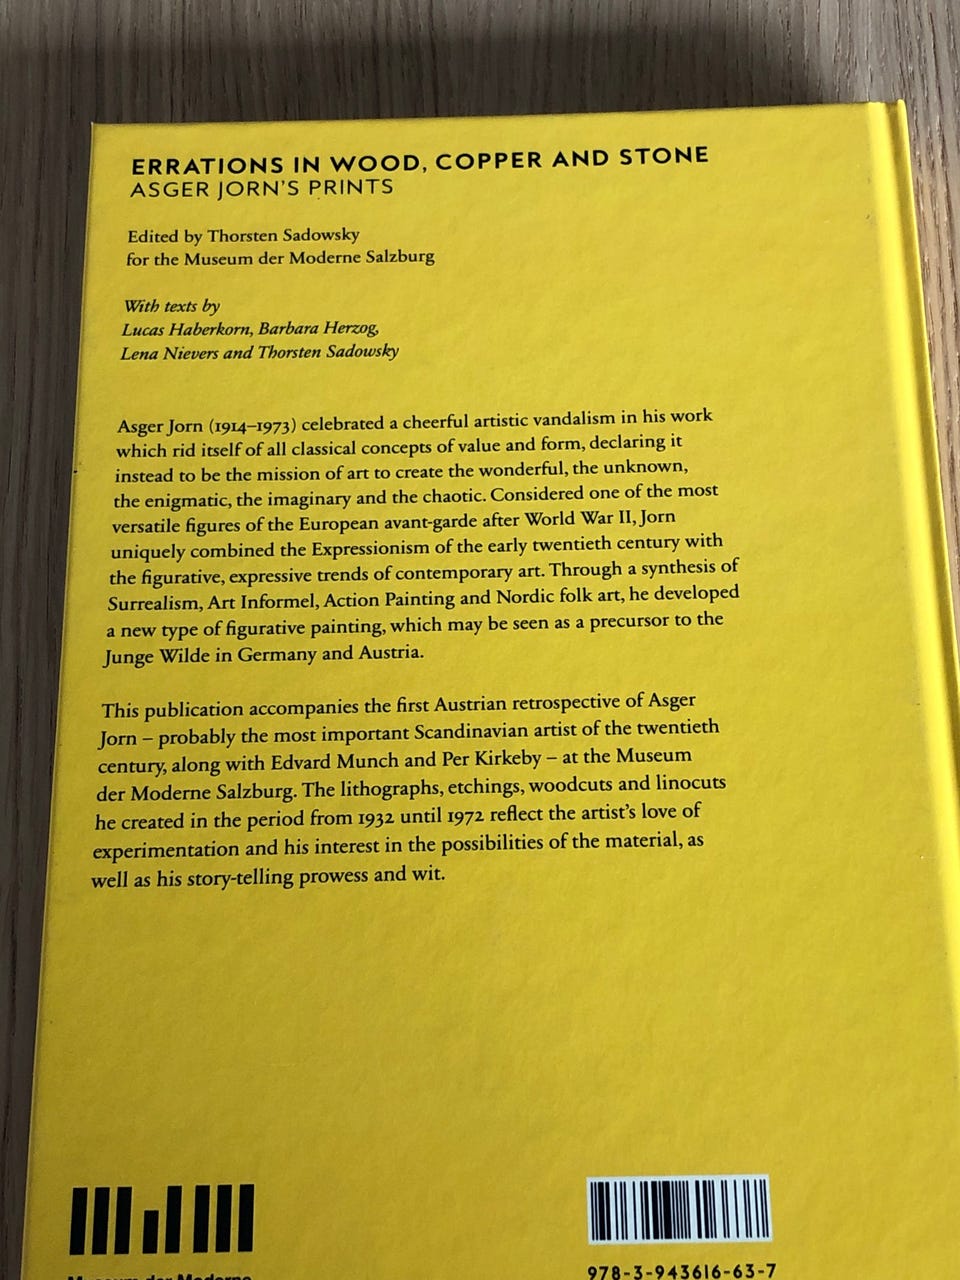 ERRATIONS IN WOOD, COPPER AND STONE
ASGER JORN'S PRINTS
Edited by Thorsten Sadowsky
for the Museum der Moderne Salzburg
With texts by
Lucas Haberkorn, Barbara Herzog,
Lena Nievers and Thorsten Sadowsky
Asger Jorn (1914–1973) celebrated a cheerful artistic vandalism in his work
which rid itself of all classical concepts of value and form, declaring it
instead to be the mission of art to create the wonderful, the unknown,
the enigmatic, the imaginary and the chaotic. Considered one of the most
versatile figures of the European avant-garde after World War II, Jorn
uniquely combined the Expressionism of the early twentieth century with
the figurative, expressive trends of contemporary art. Through a synthesis of
Surrealism, Art Informel, Action Painting and Nordic folk art, he developed
a new type of figurative painting, which may be seen as a precursor to the
Junge Wilde in Germany and Austria.
This publication accompanies the first Austrian retrospective of Asger
Jorn – probably the most important Scandinavian artist of the twentieth
century, along with Edvard Munch and Per Kirkeby – at the Museum
der Moderne Salzburg. The lithographs, etchings, woodcuts and linocuts
he created in the period from 1932 until 1972 reflect the artist's love of
experimentation and his interest in the possibilities of the material, as
well as his story-telling prowess and wit.
Museum der Moderne
978-3-943616-63-7